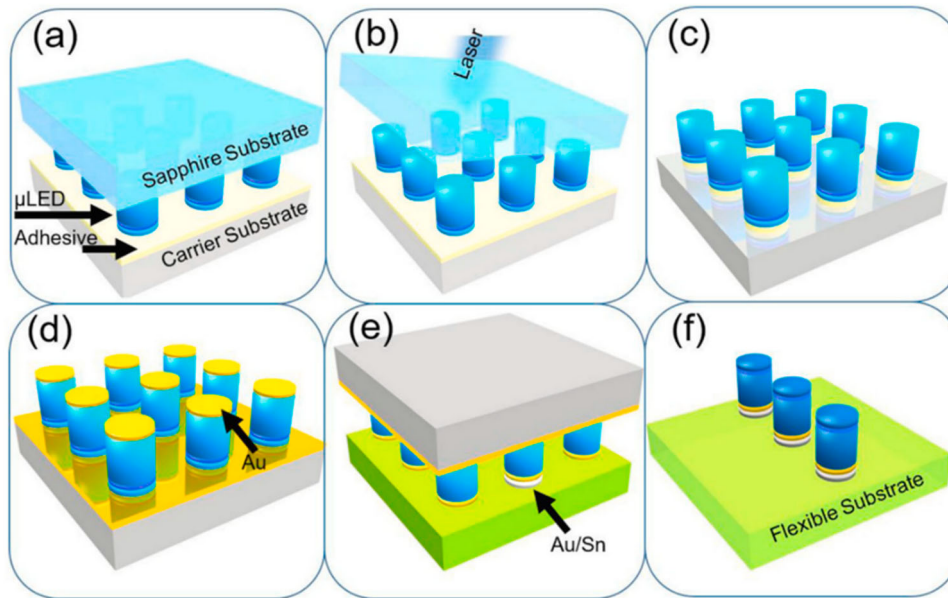 (a)
Sapphire Substrate
µLED
Adhesive
Carrier Substrate
(b)
Laser
(c)
(d)
Au
(e)
Au/Sn
(f)
Flexible Substrate